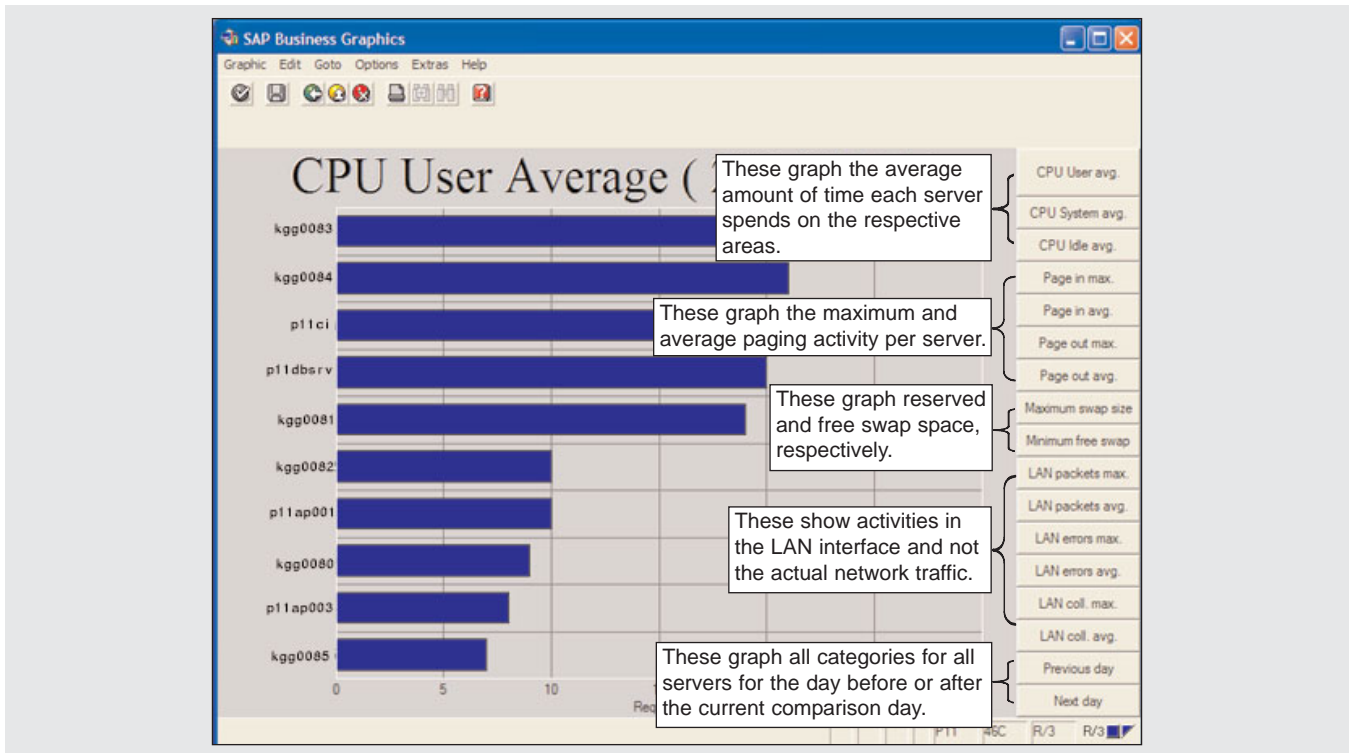 SAP Business Graphics
Graphic Edit Goto Options Extras Help
CPU User Average (
These graph the average
amount of time each server
spends on the respective
areas.
CPU User avg.
CPU System avg.
CPU Idle avg.
kgg0083
kgg0084
p11ci
p11dbsrv
kgg0081
kgg0082
p11ap001
kgg0080
p11ap003
kgg0085
0 5 10
These graph the maximum and
average paging activity per server.
Page in max.
Page in avg.
Page out max.
Page out avg.
These graph reserved
and free swap space,
respectively.
Maximum swap size
Minimum free swap
These show activities in
the LAN interface and not
the actual network traffic.
LAN packets max.
LAN packets avg.
LAN errors max.
LAN errors avg.
LAN coll. max.
LAN coll. avg.
These graph all categories for all
servers for the day before or after
the current comparison day.
Previous day
Next day
P11 46C R/3 R/3